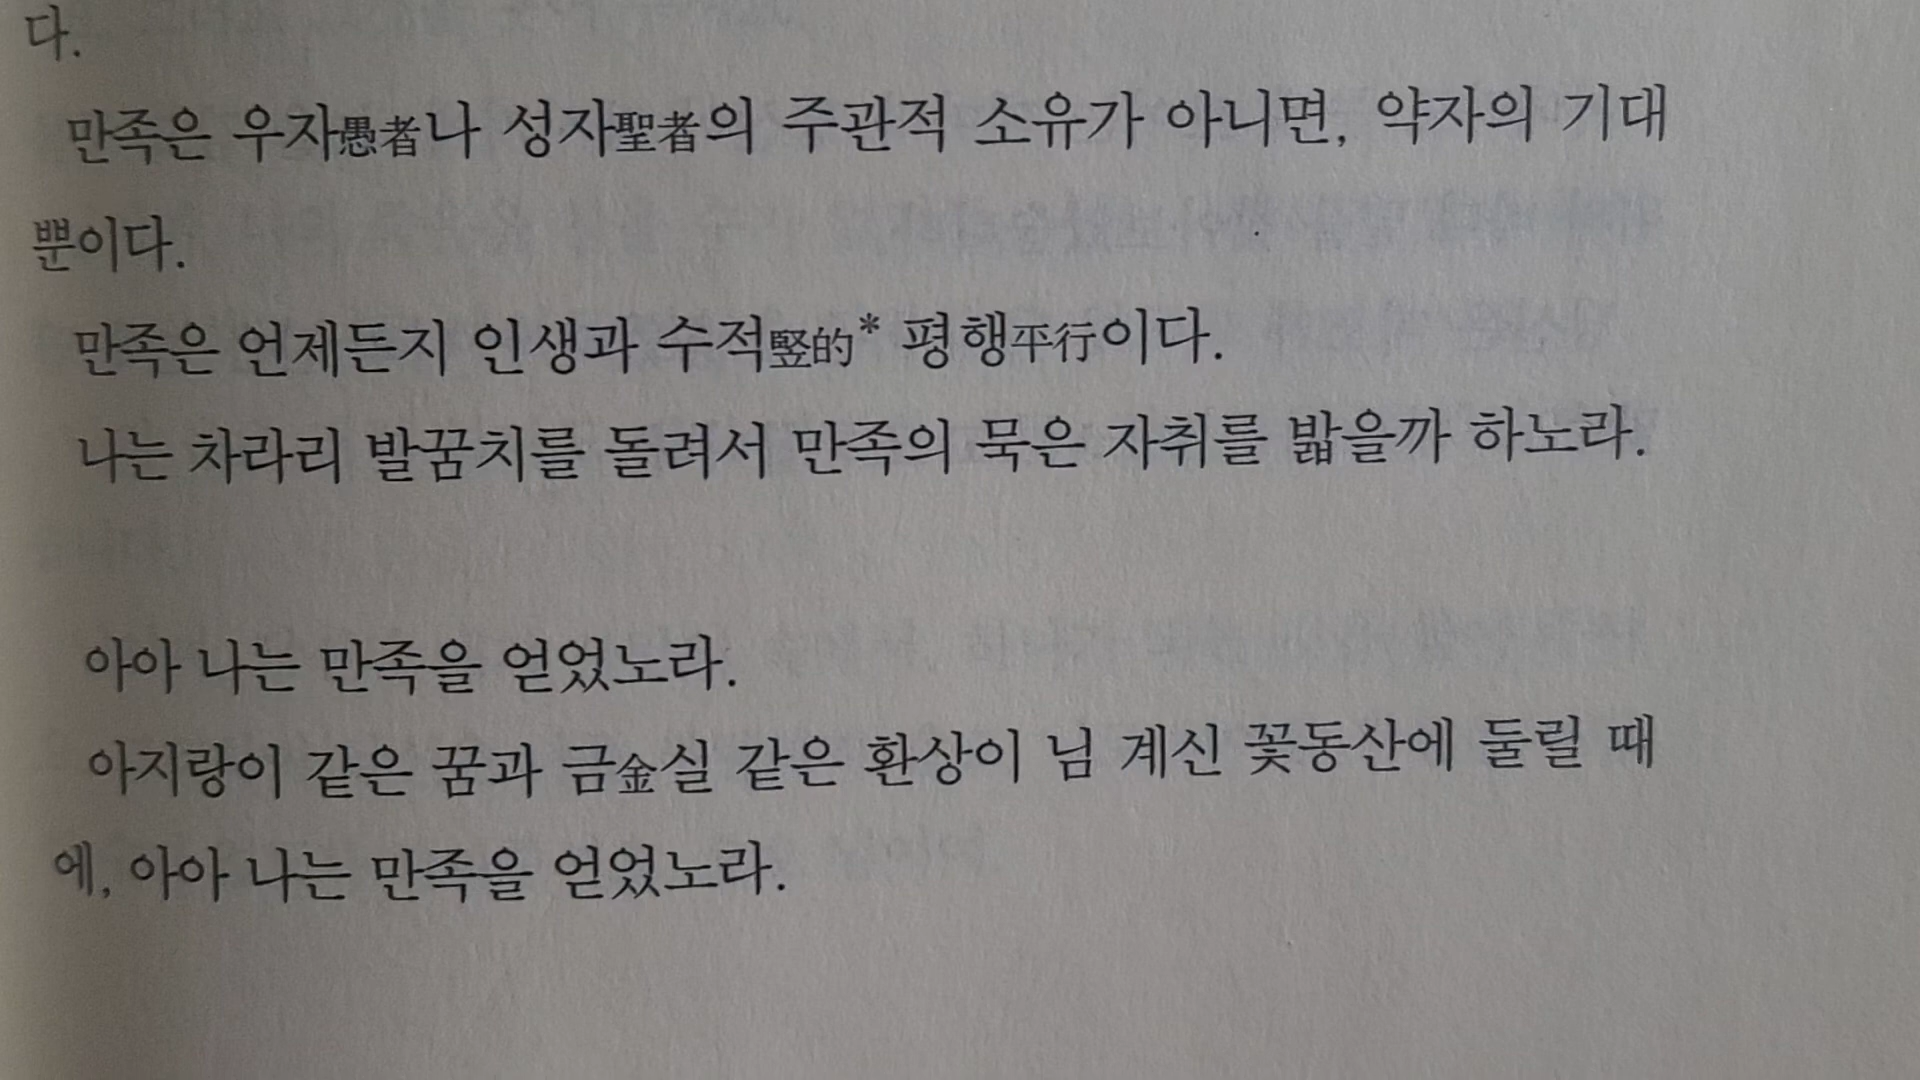 다.
만족은 우자愚者나 성자聖者의 주관적 소유가 아니면, 약자의 기대
뿐이다.
만족은 언제든지 인생과 수적竪的* 평행平行이다.
나는 차라리 발꿈치를 돌려서 만족의 묵은 자취를 밟을까 하노라.
아아 나는 만족을 얻었노라.
아지랑이 같은 꿈과 금金실 같은 환상이 님 계신 꽃동산에 둘릴 때
에, 아아 나는 만족을 얻었노라.